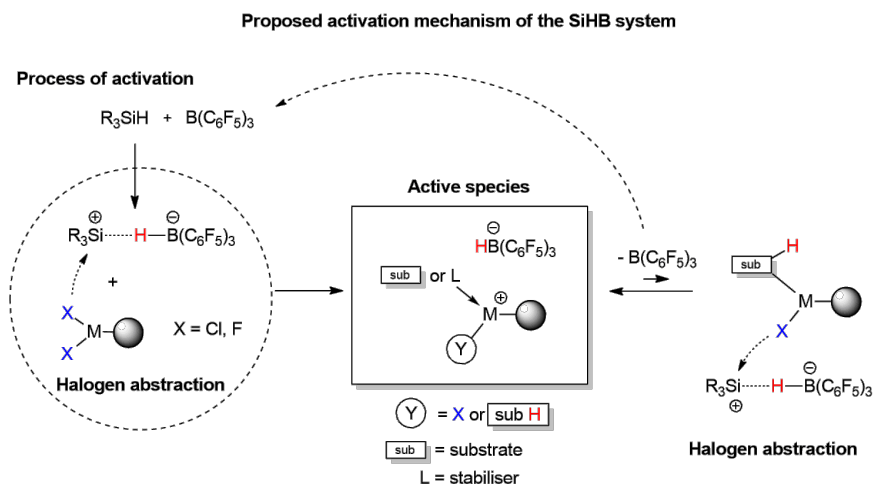 Proposed activation mechanism of the SiHB system
Process of activation
R₃SiH + B(C₆F₅)₃
⊕ ⊖
R₃Si H B(C₆F₅)₃
+
X
M
X
X = Cl, F
Halogen abstraction
Active species
⊖
HB(C₆F₅)₃
sub or L
⊕
M
Y
Y = X or sub H
sub = substrate
L = stabiliser
- B(C₆F₅)₃
H
sub
M
X
⊖
R₃Si H B(C₆F₅)₃
⊕
Halogen abstraction